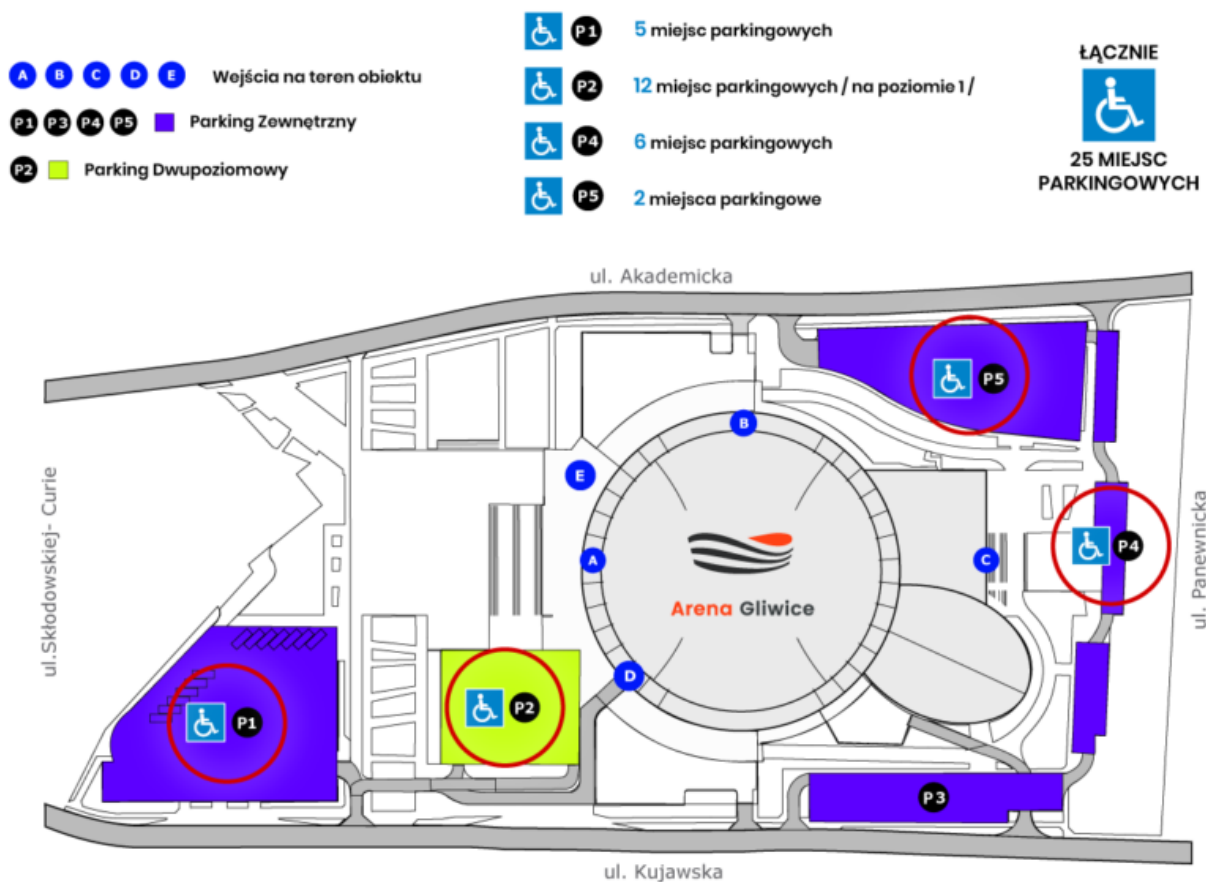 A B C D E Wejścia na teren obiektu
P1 P3 P4 P5 Parking Zewnętrzny
P2 Parking Dwupoziomowy
P1 5 miejsc parkingowych
P2 12 miejsc parkingowych / na poziomie 1 /
P4 6 miejsc parkingowych
P5 2 miejsca parkingowe
ŁĄCZNIE
25 MIEJSC
PARKINGOWYCH
ul. Akademicka
P5
B
E
ul.Skłodowskiej- Curie
A
C
P4
ul. Panewnicka
Arena Gliwice
D
P1
P2
P3
ul. Kujawska